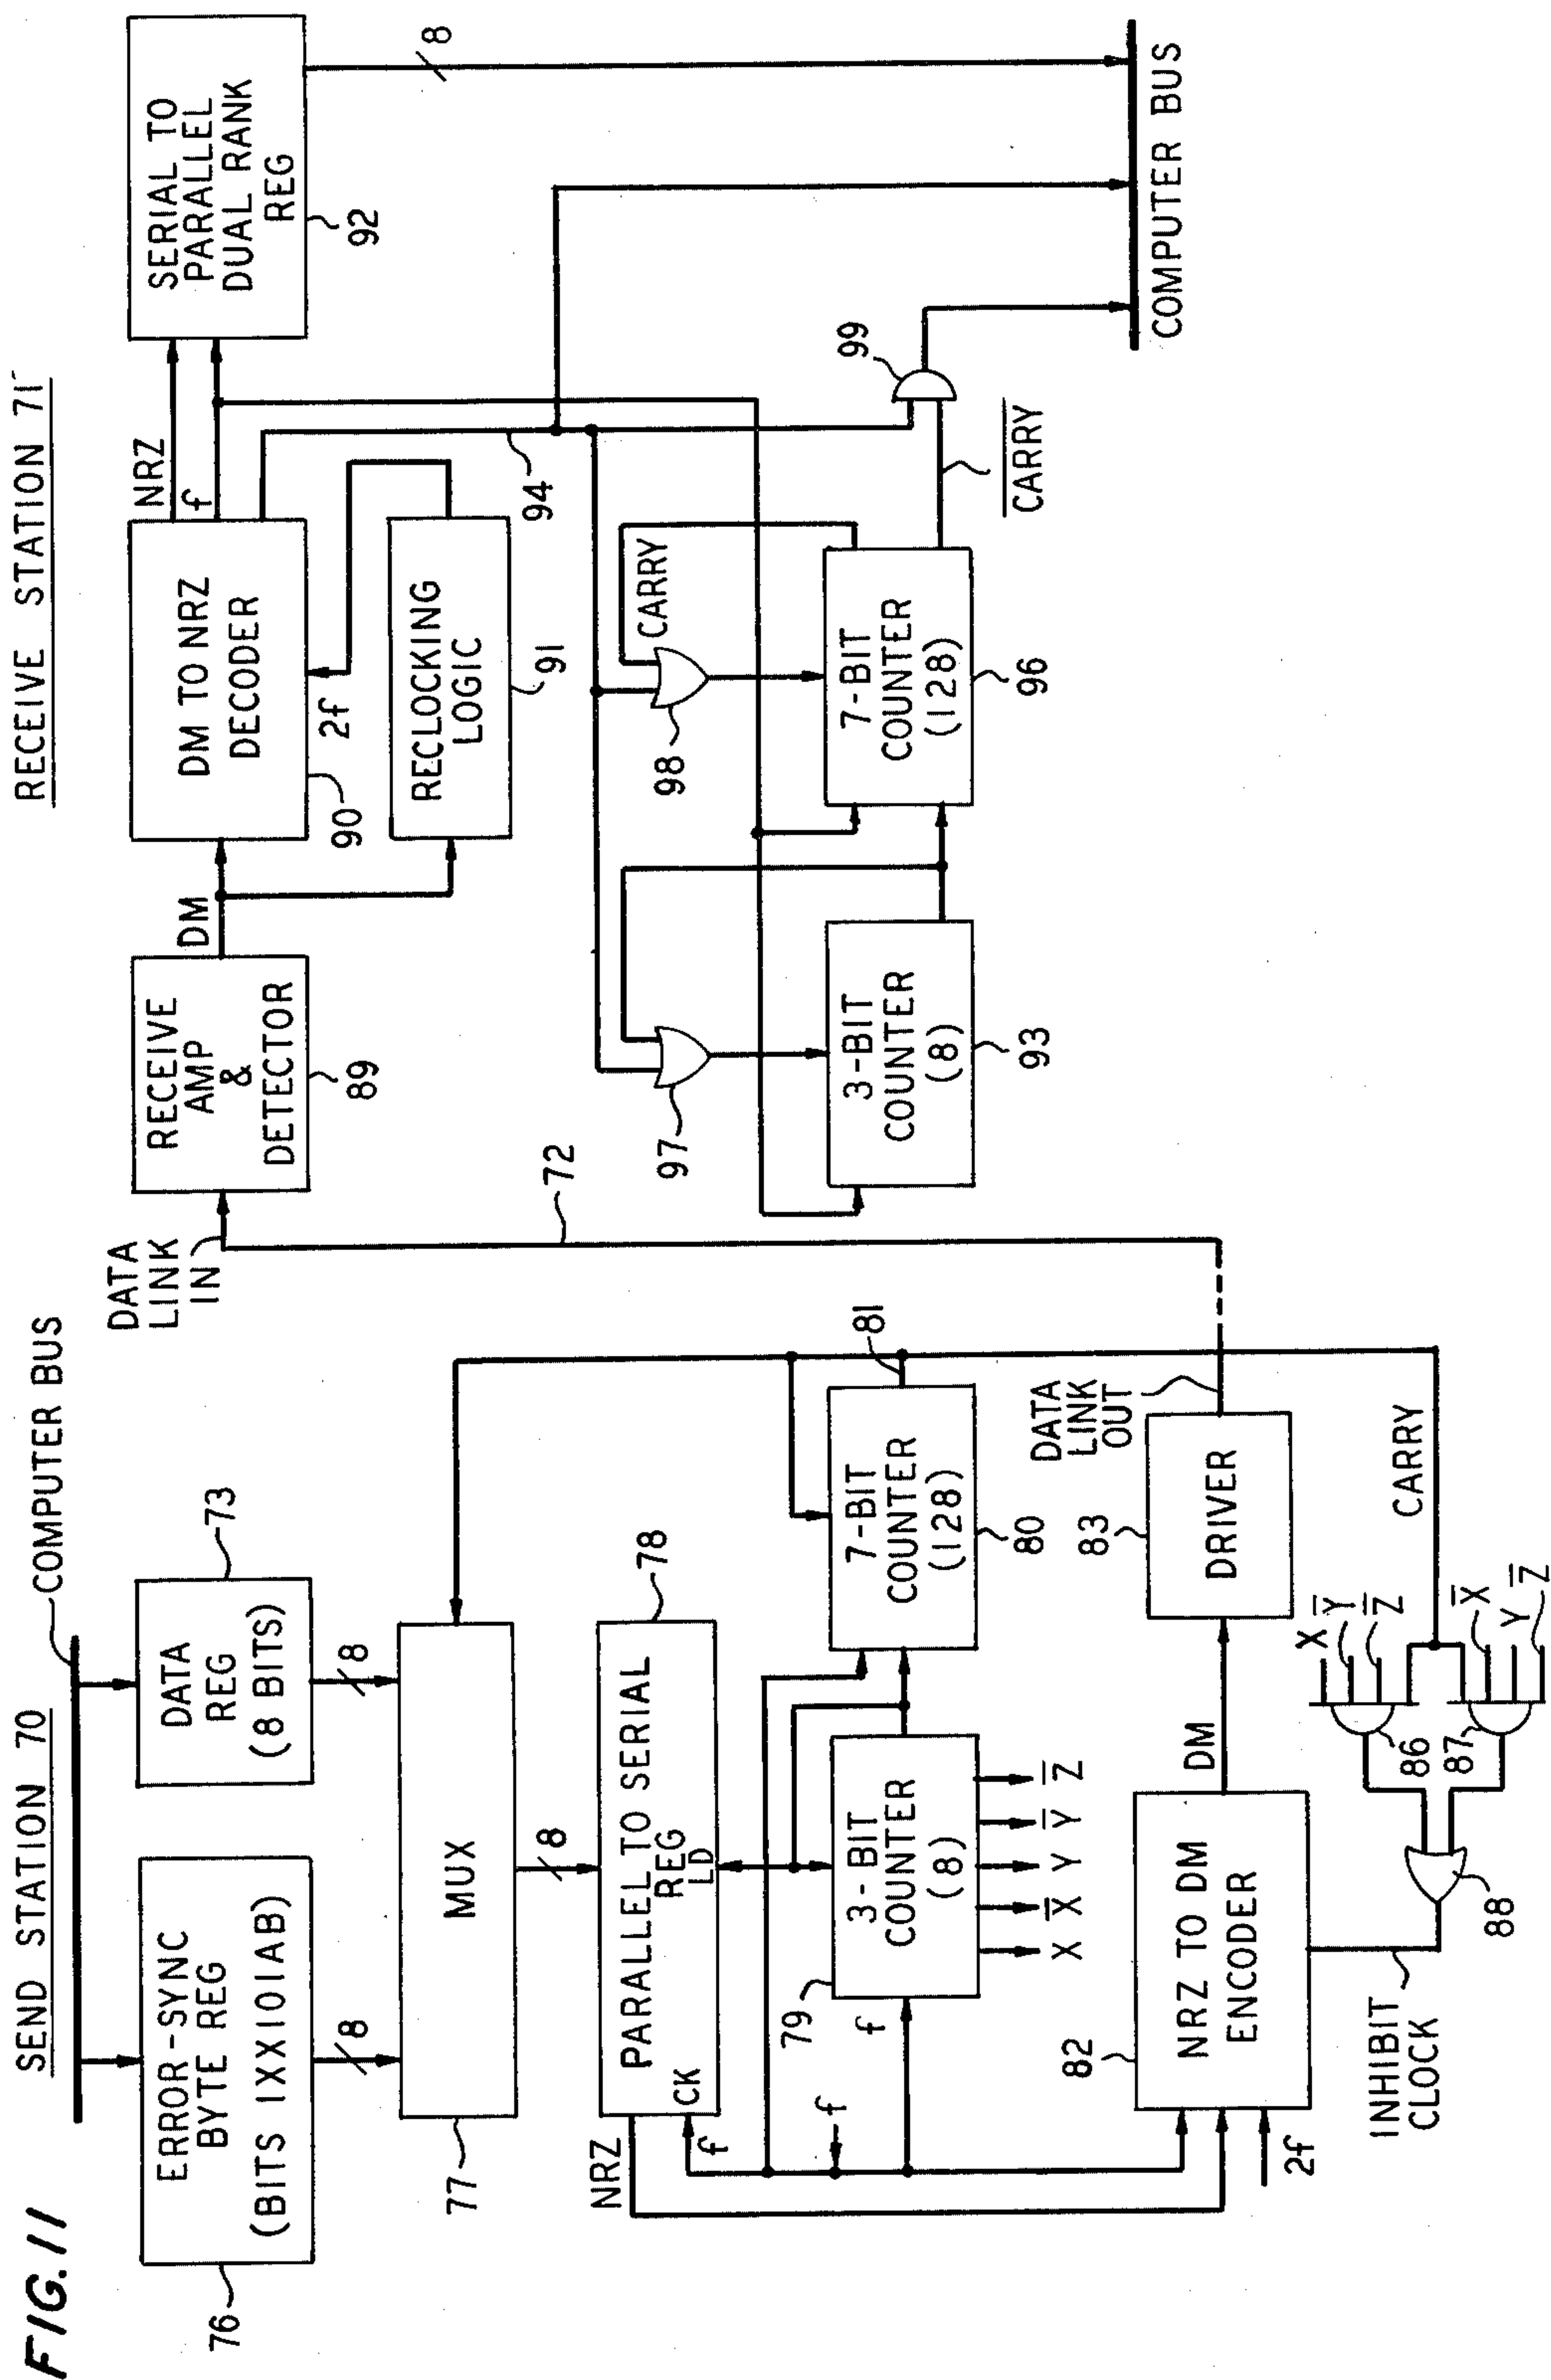 FIG. 11
SEND STATION 70
COMPUTER BUS
76
ERROR-SYNC
BYTE REG
(BITS 1XX101AB)
73
DATA
REG
(8 BITS)
8
8
77
MUX
8
78
PARALLEL TO SERIAL
REG
LD
CK
NRZ
f
f
f
79
3-BIT
COUNTER
(8)
X X̅ Y Y̅ Z̅
7-BIT
COUNTER
(128)
80
81
82
NRZ TO DM
ENCODER
2f
DM
83
DRIVER
DATA
LINK
OUT
INHIBIT
CLOCK
88
86
87
X
Y̅
Z̅
X̅
Y
Z̅
CARRY
RECEIVE STATION 71
DATA
LINK
IN
72
RECEIVE
AMP
&
DETECTOR
89
DM
DM TO NRZ
DECODER
90
2f
RECLOCKING
LOGIC
91
NRZ
f
SERIAL TO
PARALLEL
DUAL RANK
REG
92
8
94
97
3-BIT
COUNTER
(8)
93
98
CARRY
7-BIT
COUNTER
(128)
96
C̅A̅R̅R̅Y̅
99
COMPUTER BUS